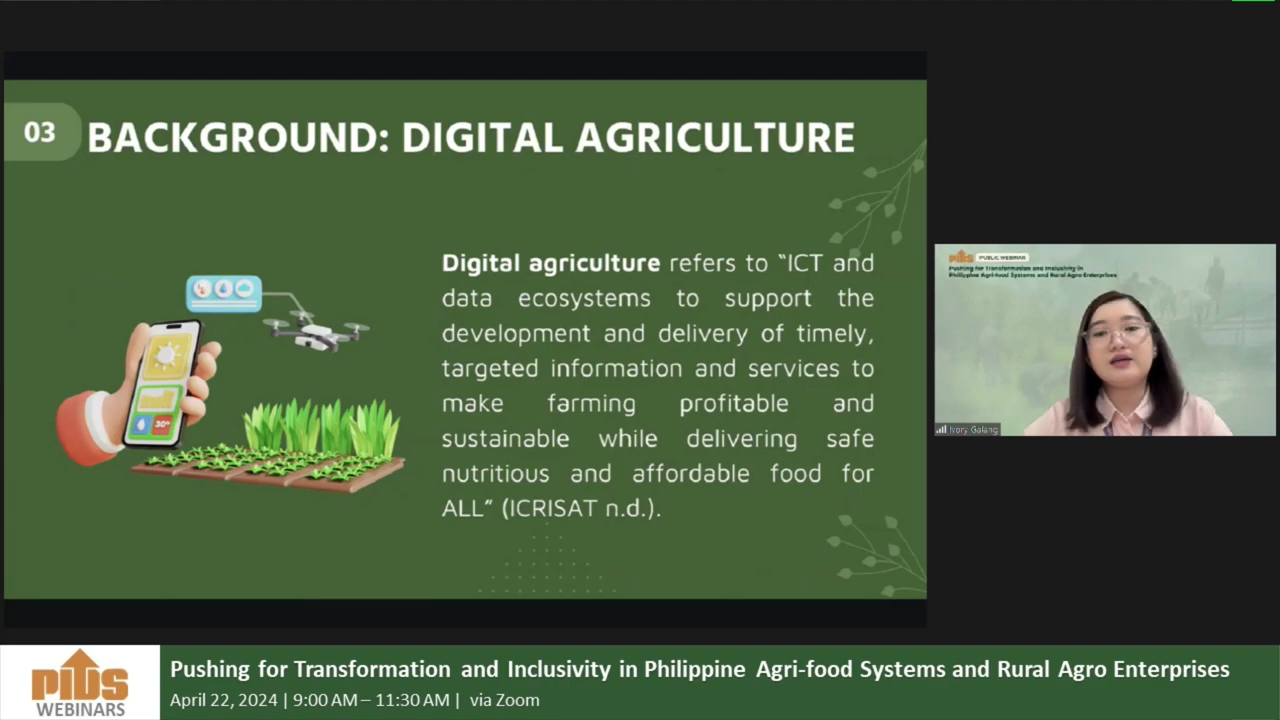 03
BACKGROUND: DIGITAL AGRICULTURE
Digital agriculture refers to “ICT and
data ecosystems to support the
development and delivery of timely,
targeted information and services to
make farming profitable and
sustainable while delivering safe
nutritious and affordable food for
ALL” (ICRISAT n.d.).
30°
PIDS PUBLIC WEBINAR
Pushing for Transformation and Inclusivity in
Philippine Agri-food Systems and Rural Agro Enterprises
Ivory Galang
PIDS
WEBINARS
Pushing for Transformation and Inclusivity in Philippine Agri-food Systems and Rural Agro Enterprises
April 22, 2024 | 9:00 AM – 11:30 AM | via Zoom